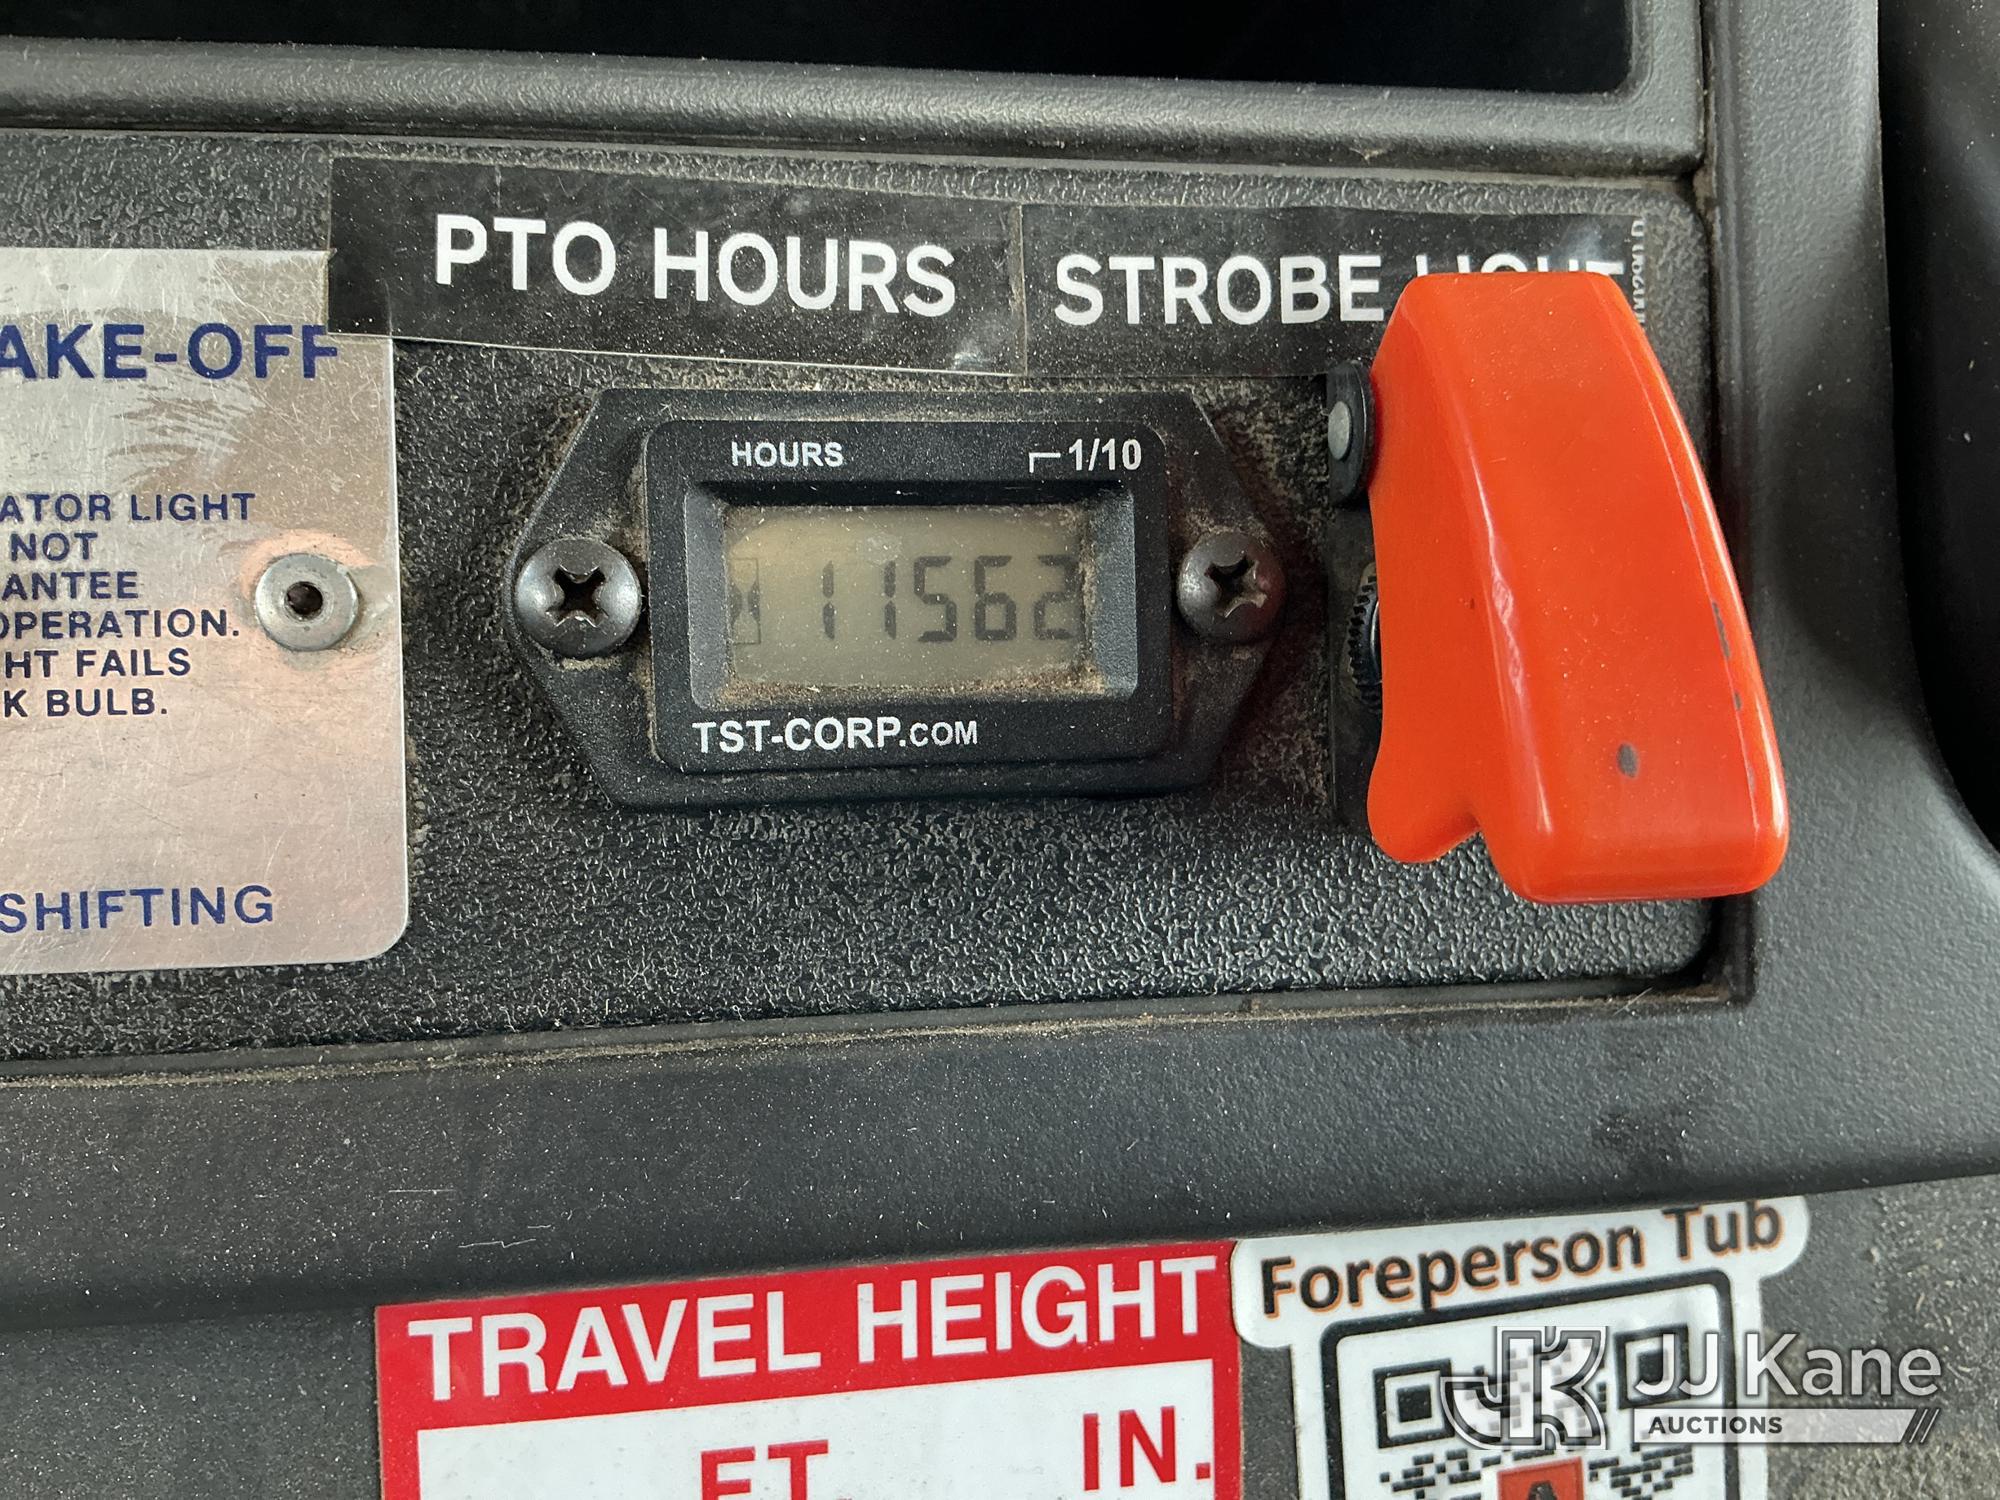 PTO HOURS
STROBE LIGHT
AKE-OFF
ATOR LIGHT
NOT
ANTEE
OPERATION.
HT FAILS
K BULB.
SHIFTING
HOURS 1/10
11562
TST-CORP.COM
TRAVEL HEIGHT
FT. IN.
Foreperson Tub
JJ Kane
AUCTIONS